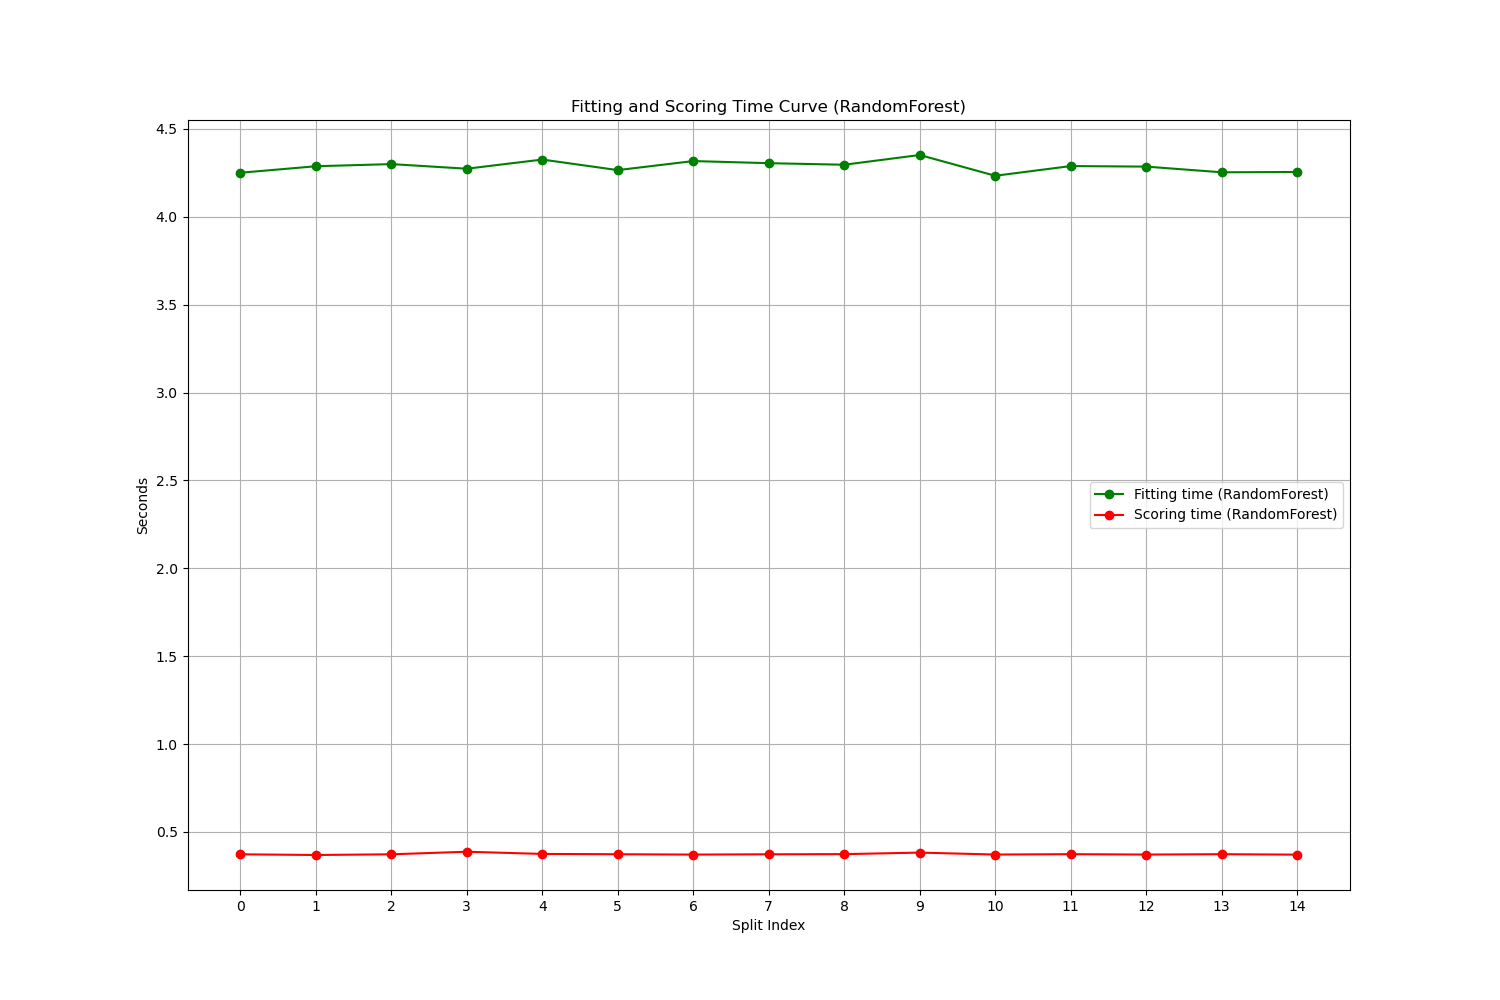 Fitting and Scoring Time Curve (RandomForest)
4.5
4.0
3.5
3.0
2.5
2.0
1.5
1.0
0.5
Seconds
Fitting time (RandomForest)
Scoring time (RandomForest)
0 1 2 3 4 5 6 7 8 9 10 11 12 13 14
Split Index